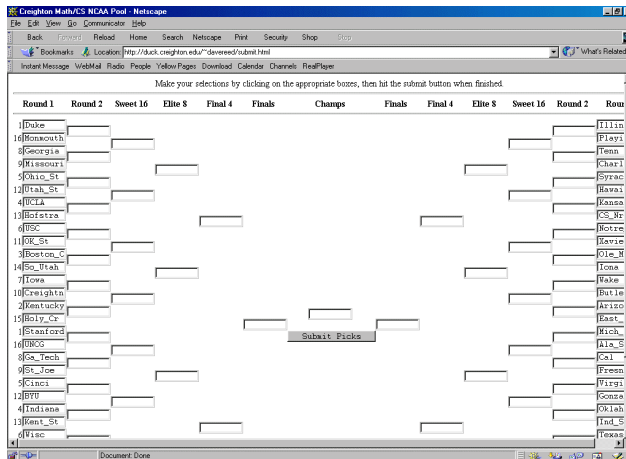 Creighton Math/CS NCAA Pool - Netscape
File Edit View Go Communicator Help
Back Forward Reload Home Search Netscape Print Security Shop Stop
Bookmarks Location: http://duck.creighton.edu/~davereed/submit.html What's Related
Instant Message WebMail Radio People Yellow Pages Download Calendar Channels RealPlayer
Make your selections by clicking on the appropriate boxes, then hit the submit button when finished.
Round 1 Round 2 Sweet 16 Elite 8 Final 4 Finals Champs Finals Final 4 Elite 8 Sweet 16 Round 2 Roun
1 Duke Illin
16 Monmouth Playi
8 Georgia Tenn
9 Missouri Charl
5 Ohio_St Syrac
12 Utah_St Hawai
4 UCLA Kansa
13 Hofstra CS_Nr
6 USC Notre
11 OK_St Xavie
3 Boston_C Ole_M
14 So_Utah Iona
7 Iowa Wake
10 Creightn Butle
2 Kentucky Arizo
15 Holy_Cr East_
1 Stanford Mich_
Submit Picks
16 UNCG Ala_S
8 Ga_Tech Cal
9 St_Joe Fresn
5 Cinci Virgi
12 BYU Gonza
4 Indiana Oklah
13 Kent_St Ind_S
6 Wisc Texas
Document: Done